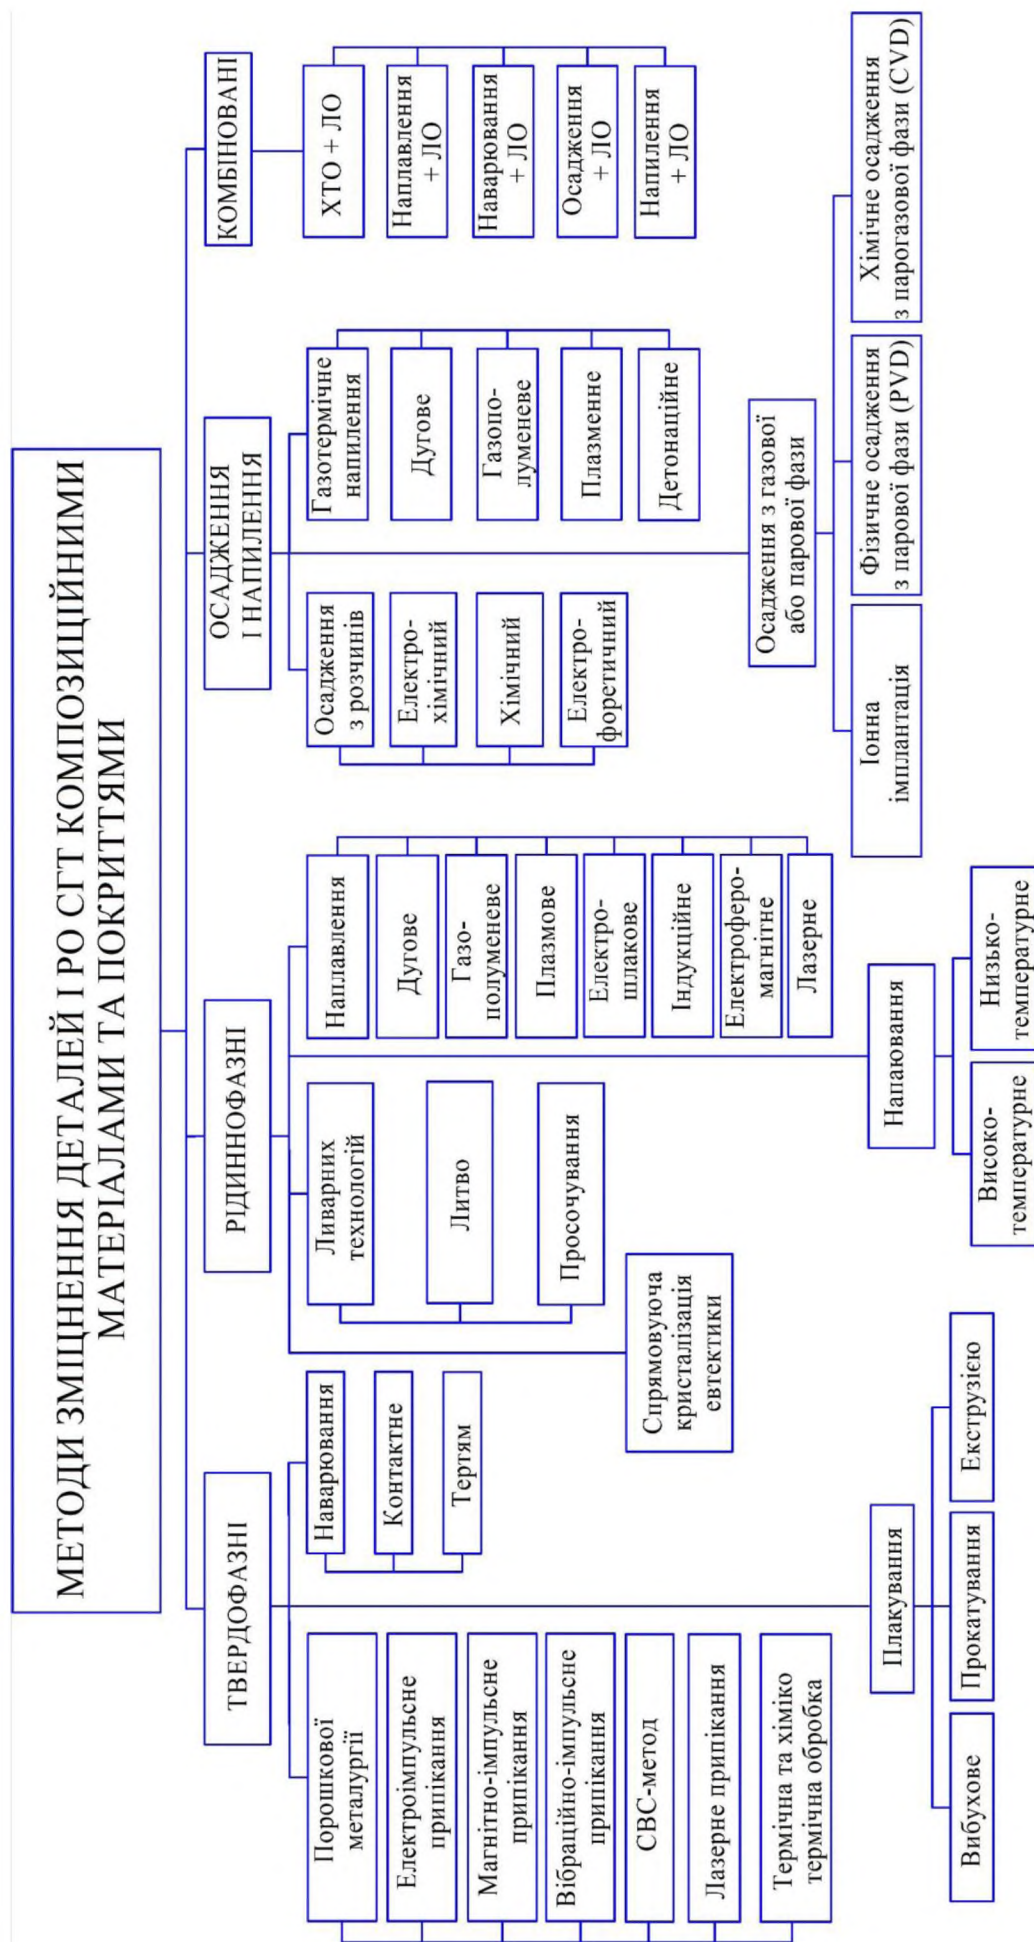 МЕТОДИ ЗМІЦНЕННЯ ДЕТАЛЕЙ І РО СГТ КОМПОЗИЦІЙНИМИ
МАТЕРІАЛАМИ ТА ПОКРИТТЯМИ
ТВЕРДОФАЗНІ
Порошкової
металургії
Електроімпульсне
припікання
Магнітно-імпульсне
припікання
Вібраційно-імпульсне
припікання
СВС-метод
Лазерне припікання
Термічна та хіміко
термічна обробка
Наварювання
Контактне
Тертям
Плакування
Вибухове
Прокатування
Екструзією
РІДИННОФАЗНІ
Ливарних
технологій
Литво
Просочування
Спрямовуюча
кристалізація
евтектики
Наплавлення
Дугове
Газо-
полуменеве
Плазмове
Електро-
шлакове
Індукційне
Електроферо-
магнітне
Лазерне
Напаювання
Високо-
температурне
Низько-
температурне
ОСАДЖЕННЯ
І НАПИЛЕННЯ
Осадження
з розчинів
Електро-
хімічний
Хімічний
Електро-
форетичний
Газотермічне
напилення
Дугове
Газопо-
луменеве
Плазменне
Детонаційне
Осадження з газової
або парової фази
Іонна
імплантація
Фізичне осадження
з парової фази (PVD)
Хімічне осадження
з парогазової фази (CVD)
КОМБІНОВАНІ
ХТО + ЛО
Наплавлення
+ ЛО
Наварювання
+ ЛО
Осадження
+ ЛО
Напилення
+ ЛО